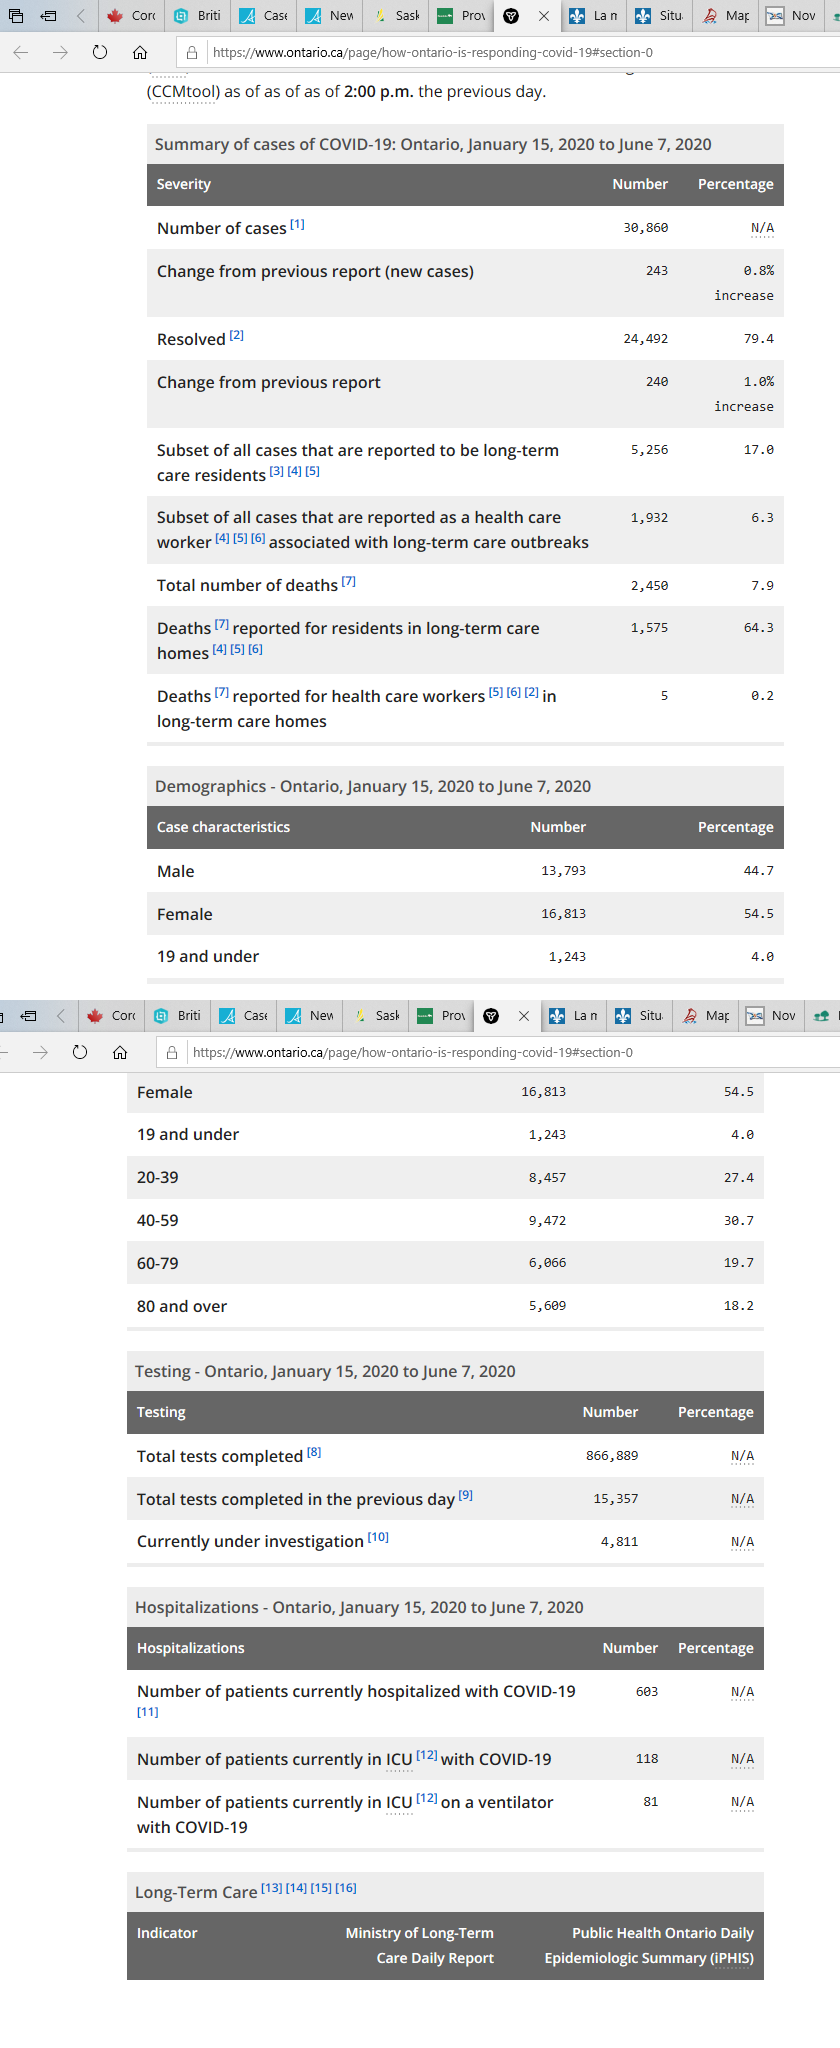 Corc
Briti
Case
New
Sask
Prov
La n
Situ
Map
Nov
https://www.ontario.ca/page/how-ontario-is-responding-covid-19#section-0
(CCMtool) as of as of as of 2:00 p.m. the previous day.
Summary of cases of COVID-19: Ontario, January 15, 2020 to June 7, 2020
Severity Number Percentage
Number of cases [1] 30,860 N/A
Change from previous report (new cases) 243 0.8%
increase
Resolved [2] 24,492 79.4
Change from previous report 240 1.0%
increase
Subset of all cases that are reported to be long-term 5,256 17.0
care residents [3] [4] [5]
Subset of all cases that are reported as a health care 1,932 6.3
worker [4] [5] [6] associated with long-term care outbreaks
Total number of deaths [7] 2,450 7.9
Deaths [7] reported for residents in long-term care 1,575 64.3
homes [4] [5] [6]
Deaths [7] reported for health care workers [5] [6] [2] in 5 0.2
long-term care homes
Demographics - Ontario, January 15, 2020 to June 7, 2020
Case characteristics Number Percentage
Male 13,793 44.7
Female 16,813 54.5
19 and under 1,243 4.0
Corc
Briti
Case
New
Sask
Prov
La n
Situ
Map
Nov
https://www.ontario.ca/page/how-ontario-is-responding-covid-19#section-0
Female 16,813 54.5
19 and under 1,243 4.0
20-39 8,457 27.4
40-59 9,472 30.7
60-79 6,066 19.7
80 and over 5,609 18.2
Testing - Ontario, January 15, 2020 to June 7, 2020
Testing Number Percentage
Total tests completed [8] 866,889 N/A
Total tests completed in the previous day [9] 15,357 N/A
Currently under investigation [10] 4,811 N/A
Hospitalizations - Ontario, January 15, 2020 to June 7, 2020
Hospitalizations Number Percentage
Number of patients currently hospitalized with COVID-19 603 N/A
[11]
Number of patients currently in ICU [12] with COVID-19 118 N/A
Number of patients currently in ICU [12] on a ventilator 81 N/A
with COVID-19
Long-Term Care [13] [14] [15] [16]
Indicator Ministry of Long-Term Public Health Ontario Daily
Care Daily Report Epidemiologic Summary (iPHIS)